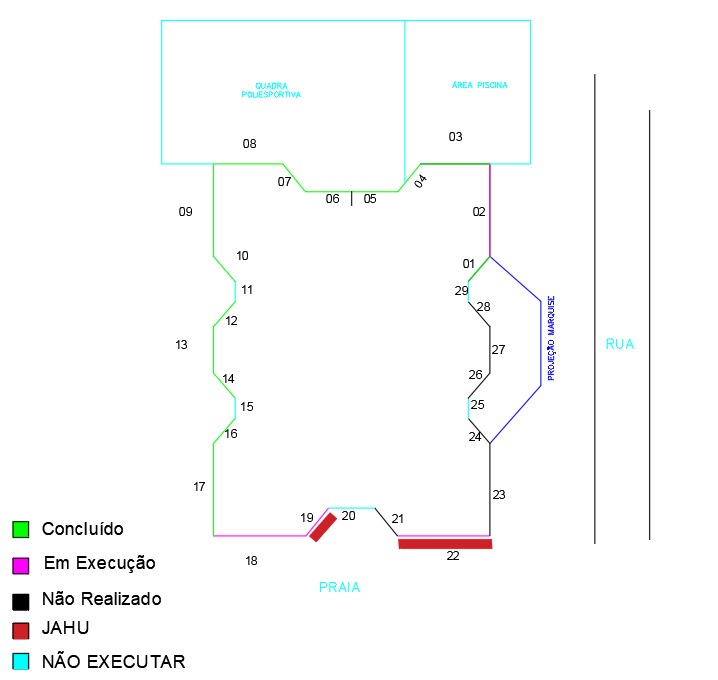 QUADRA
POLIESPORTIVA
ÁREA PISCINA
03
08
07
04
06
05
09
02
10
01
11
29
12
28
RUA
PROJEÇÃO MARQUISE
13
27
14
26
15
25
16
24
17
23
19
20
21
18
22
PRAIA
Concluído
Em Execução
Não Realizado
JAHU
NÃO EXECUTAR